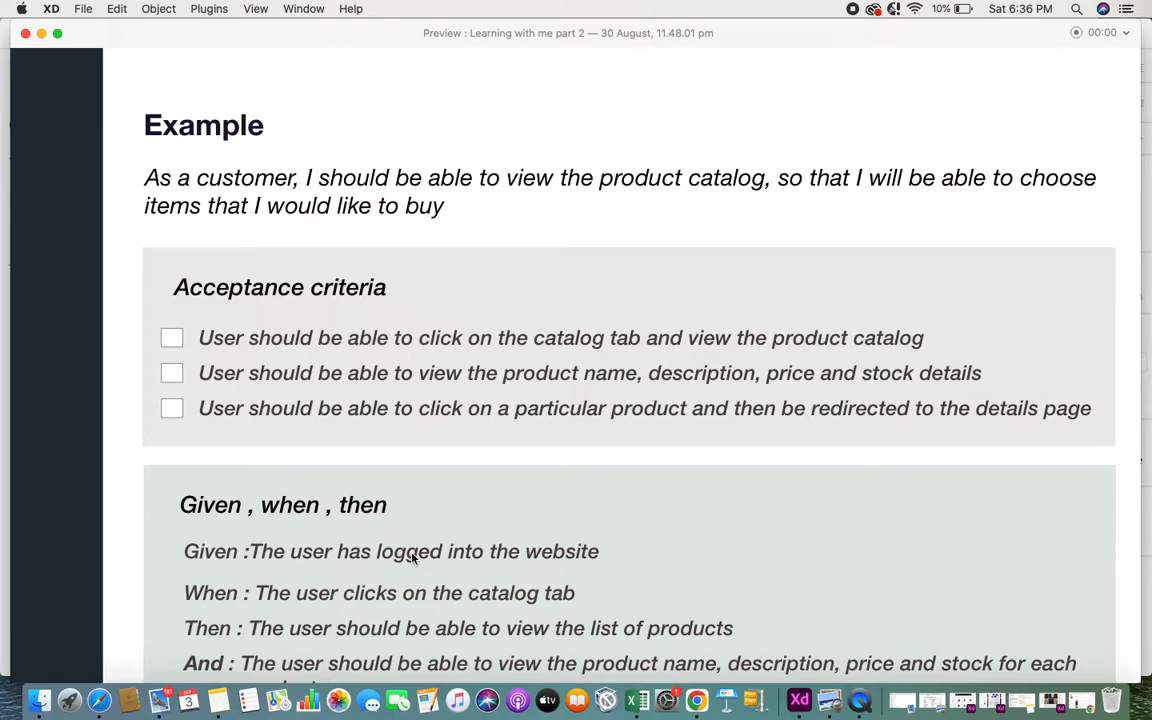 XD File Edit Object Plugins View Window Help 10% Sat 6:36 PM
Preview : Learning with me part 2 — 30 August, 11.48.01 pm 00:00
Example
As a customer, I should be able to view the product catalog, so that I will be able to choose
items that I would like to buy
Acceptance criteria
User should be able to click on the catalog tab and view the product catalog
User should be able to view the product name, description, price and stock details
User should be able to click on a particular product and then be redirected to the details page
Given , when , then
Given :The user has logged into the website
When : The user clicks on the catalog tab
Then : The user should be able to view the list of products
And : The user should be able to view the product name, description, price and stock for each